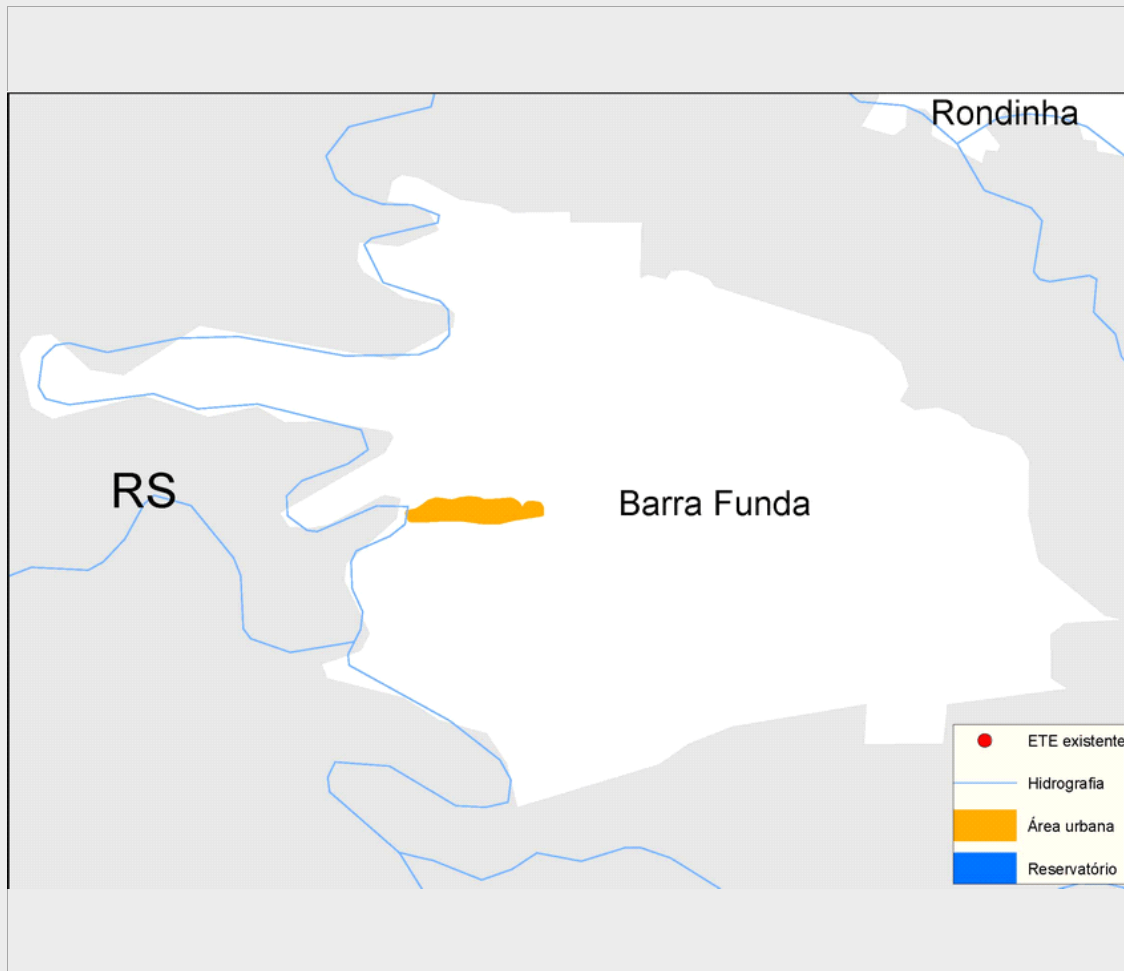 Rondinha
RS
Barra Funda
ETE existente
Hidrografia
Área urbana
Reservatório